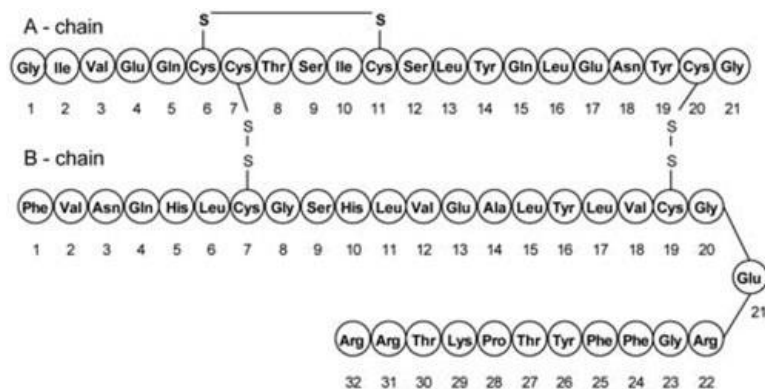 S S
A - chain
Gly Ile Val Glu Gln Cys Cys Thr Ser Ile Cys Ser Leu Tyr Gln Leu Glu Asn Tyr Cys Gly
1 2 3 4 5 6 7 8 9 10 11 12 13 14 15 16 17 18 19 20 21
S S
S S
B - chain
Phe Val Asn Gln His Leu Cys Gly Ser His Leu Val Glu Ala Leu Tyr Leu Val Cys Gly
1 2 3 4 5 6 7 8 9 10 11 12 13 14 15 16 17 18 19 20
Glu
21
Arg Arg Thr Lys Pro Thr Tyr Phe Phe Gly Arg
32 31 30 29 28 27 26 25 24 23 22